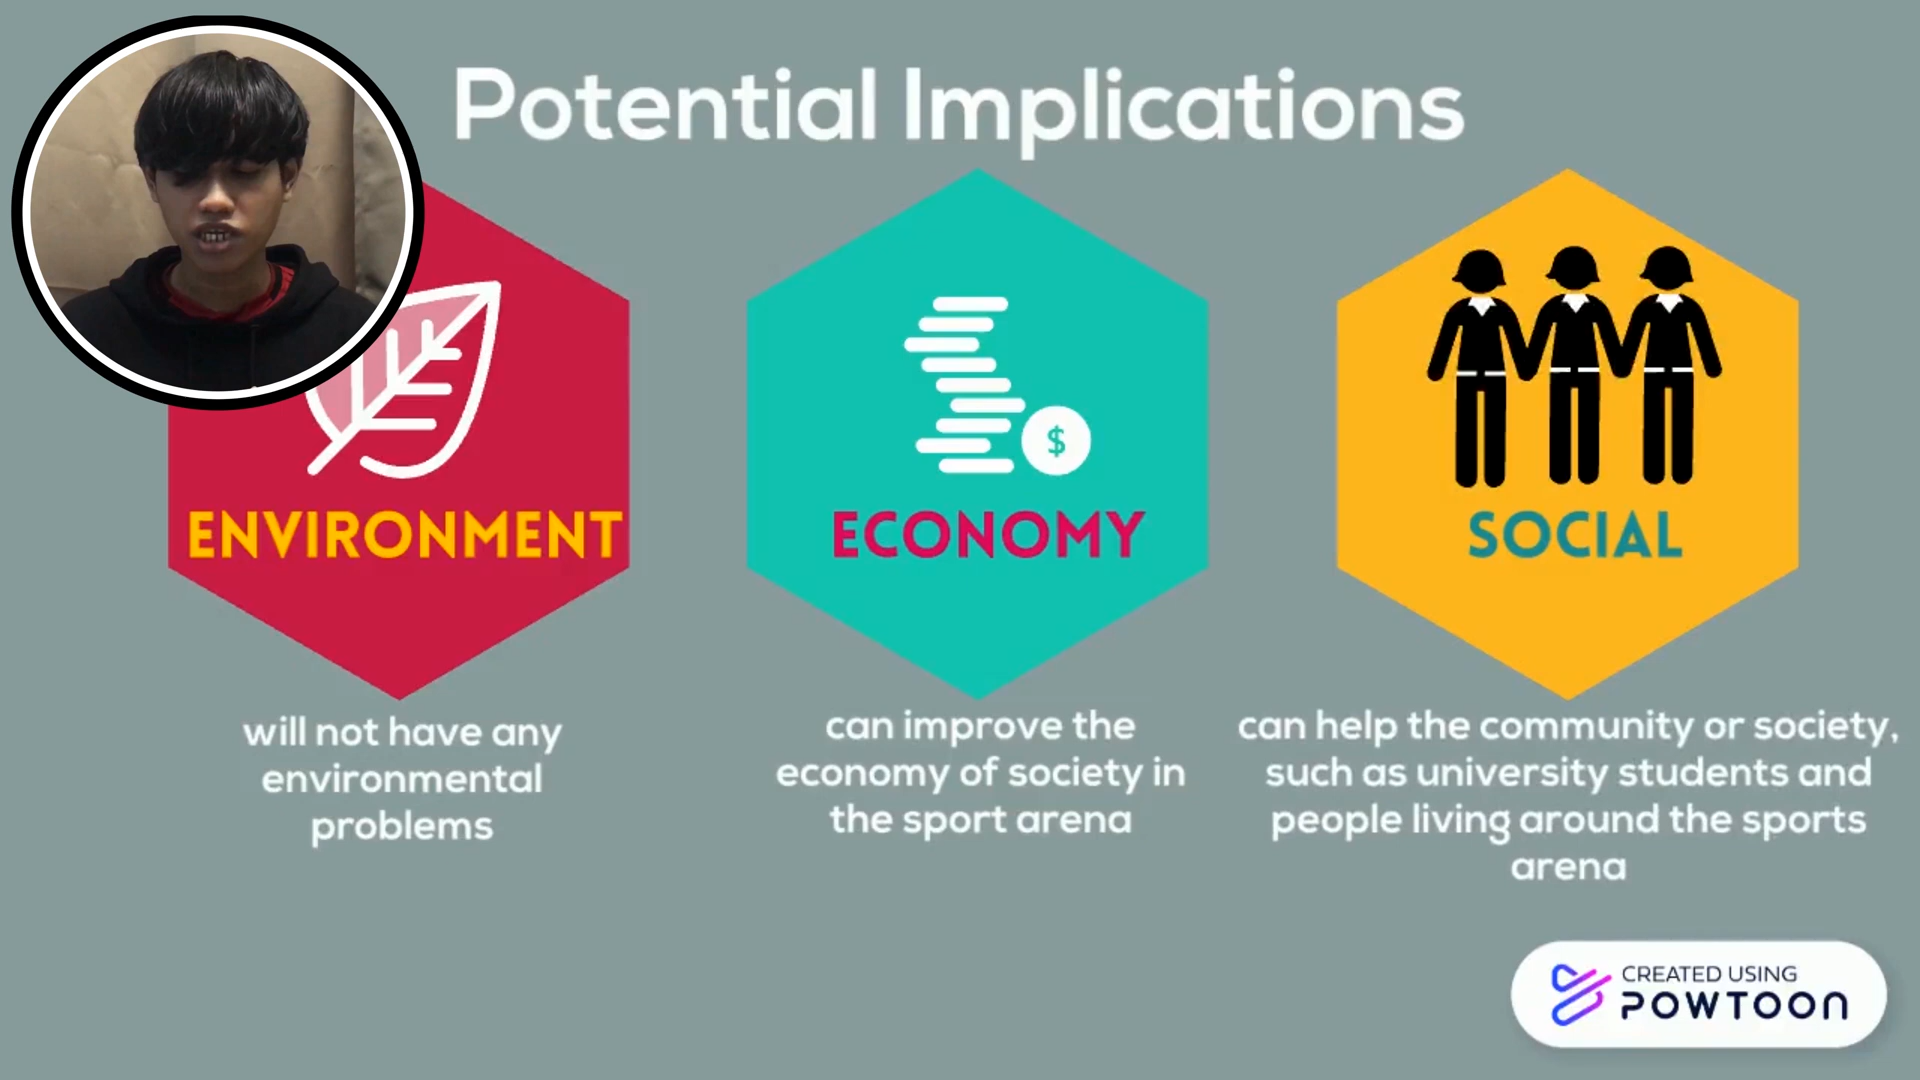 Potential Implications
ENVIRONMENT
will not have any
environmental
problems
$
ECONOMY
can improve the
economy of society in
the sport arena
SOCIAL
can help the community or society,
such as university students and
people living around the sports
arena
CREATED USING
POWTOON